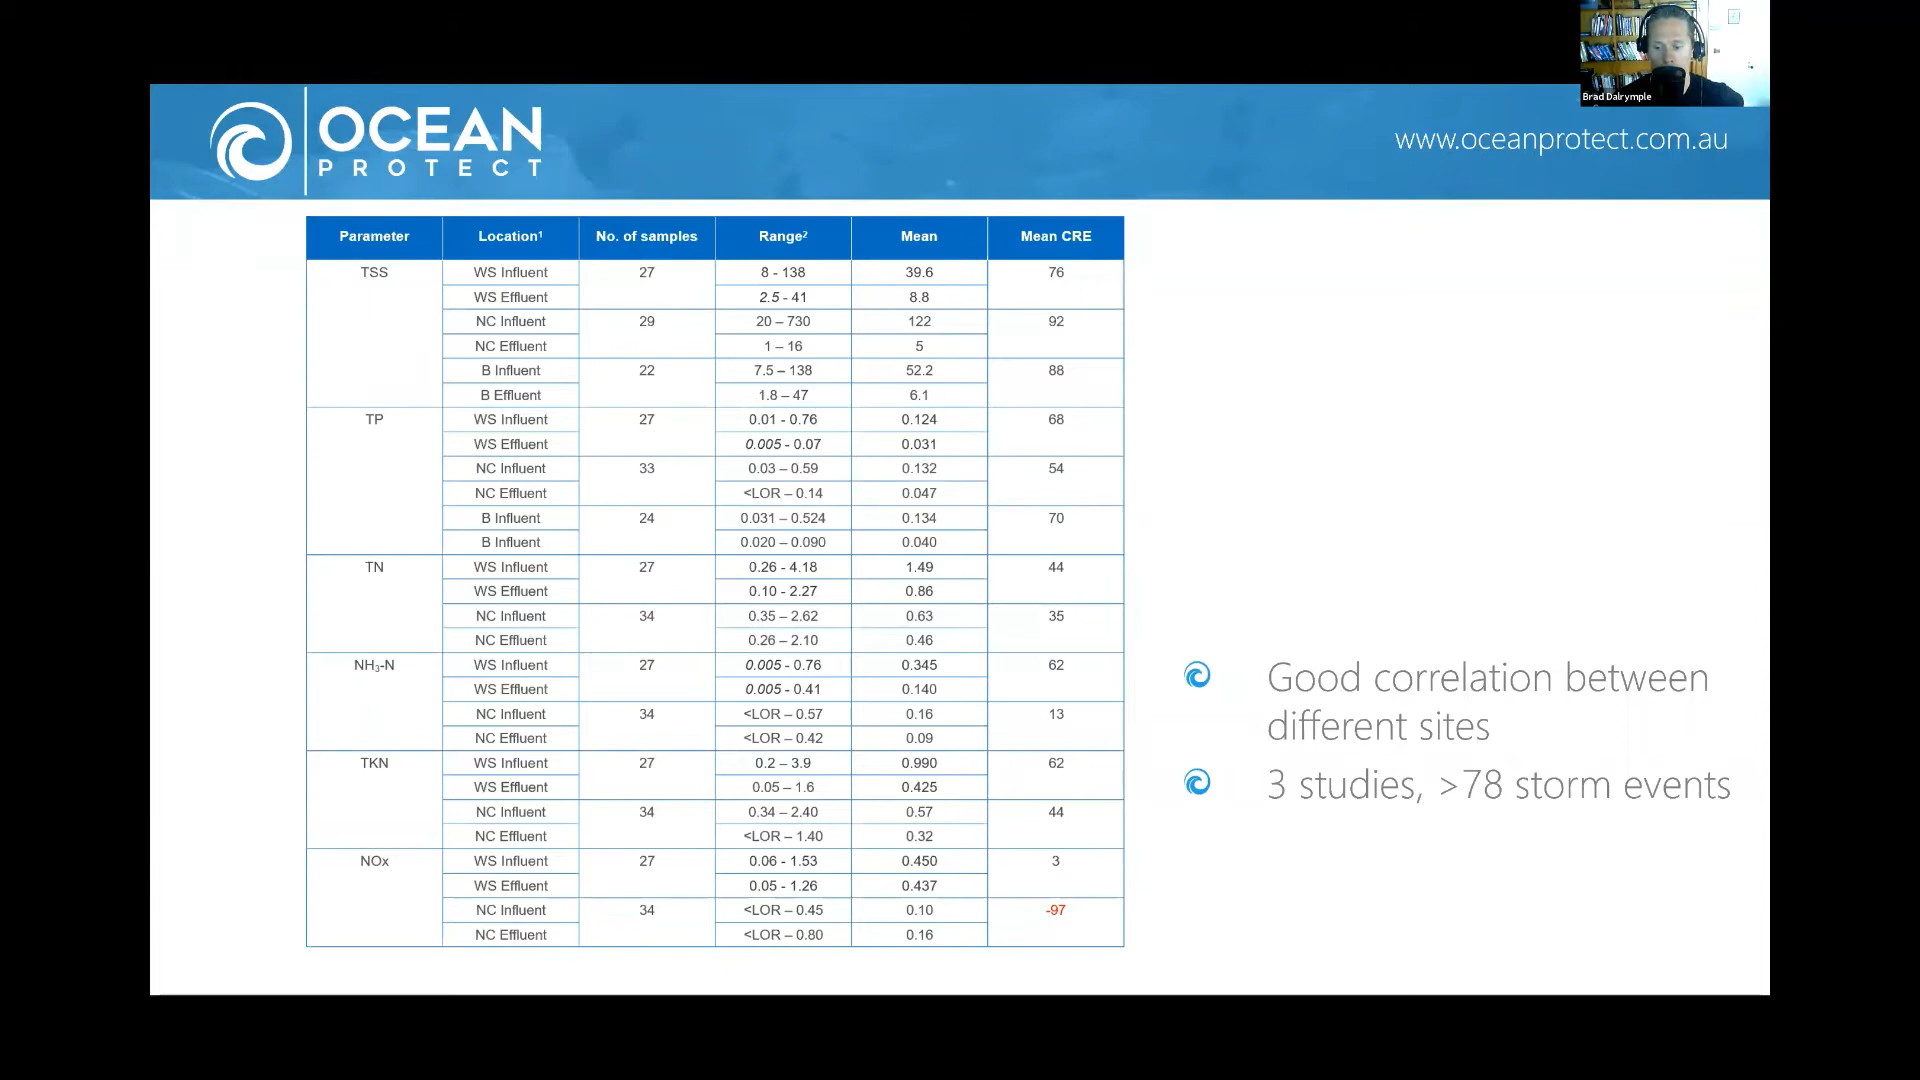 Brad Dalrymple
OCEAN
PROTECT
www.oceanprotect.com.au
Parameter Location¹ No. of samples Range² Mean Mean CRE
TSS WS Influent 27 8 - 138 39.6 76
WS Effluent 2.5 - 41 8.8
NC Influent 29 20 – 730 122 92
NC Effluent 1 – 16 5
B Influent 22 7.5 – 138 52.2 88
B Effluent 1.8 – 47 6.1
TP WS Influent 27 0.01 - 0.76 0.124 68
WS Effluent 0.005 - 0.07 0.031
NC Influent 33 0.03 – 0.59 0.132 54
NC Effluent <LOR – 0.14 0.047
B Influent 24 0.031 – 0.524 0.134 70
B Influent 0.020 – 0.090 0.040
TN WS Influent 27 0.26 - 4.18 1.49 44
WS Effluent 0.10 - 2.27 0.86
NC Influent 34 0.35 – 2.62 0.63 35
NC Effluent 0.26 – 2.10 0.46
NH₃-N WS Influent 27 0.005 - 0.76 0.345 62
WS Effluent 0.005 - 0.41 0.140
NC Influent 34 <LOR – 0.57 0.16 13
NC Effluent <LOR – 0.42 0.09
TKN WS Influent 27 0.2 – 3.9 0.990 62
WS Effluent 0.05 – 1.6 0.425
NC Influent 34 0.34 – 2.40 0.57 44
NC Effluent <LOR – 1.40 0.32
NOx WS Influent 27 0.06 - 1.53 0.450 3
WS Effluent 0.05 - 1.26 0.437
NC Influent 34 <LOR – 0.45 0.10 -97
NC Effluent <LOR – 0.80 0.16
Good correlation between
different sites
3 studies, >78 storm events